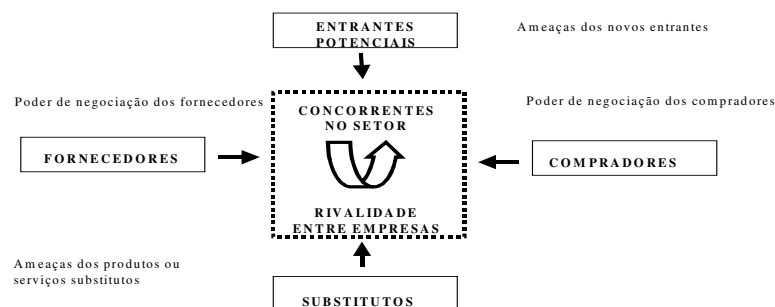 ENTRANTES
POTENCIAIS
Ameaças dos novos entrantes
Poder de negociação dos fornecedores
Poder de negociação dos compradores
CONCORRENTES
NO SETOR
FORNECEDORES
COMPRADORES
RIVALIDADE
ENTRE EMPRESAS
Ameaças dos produtos ou
serviços substitutos
SUBSTITUTOS